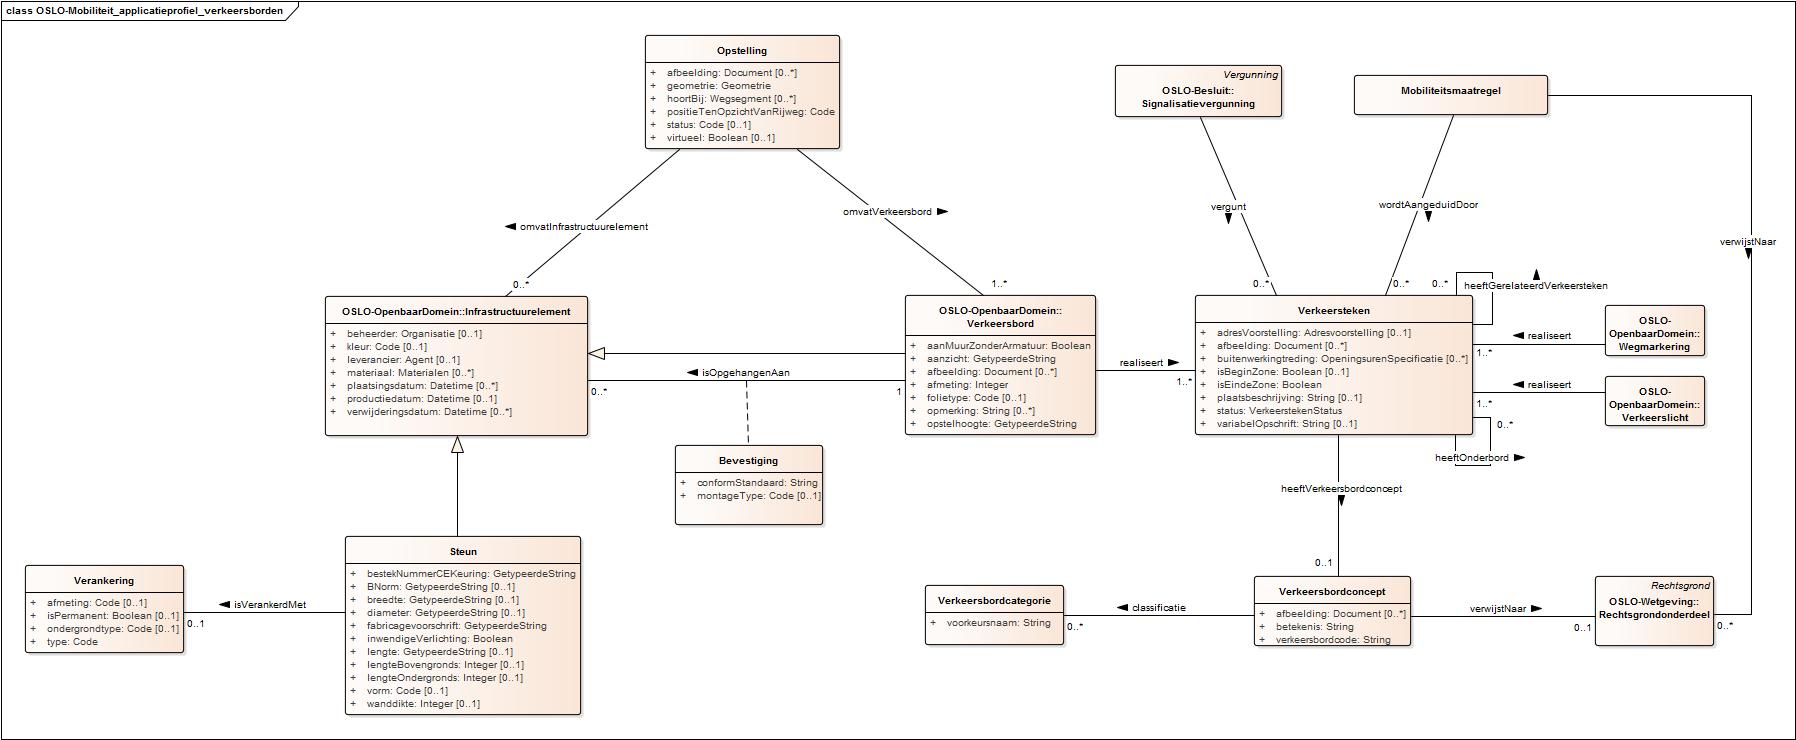 class OSLO-Mobiliteit_applicatieprofiel_verkeersborden
Opstelling
+ afbeelding: Document [0..*]
+ geometrie: Geometrie
+ hoortBij: Wegsegment [0..*]
+ positieTenOpzichtVanRijweg: Code
+ status: Code [0..1]
+ virtueel: Boolean [0..1]
Vergunning
OSLO-Besluit::
Signalisatievergunning
Mobiliteitsmaatregel
omvatInfrastructuurelement
0..*
omvatVerkeersbord
1..*
vergunt
0..*
wordtAangeduidDoor
0..*
verwijstNaar
0..*
heeftGerelateerdVerkeersteken
OSLO-OpenbaarDomein::Infrastructuurelement
+ beheerder: Organisatie [0..1]
+ kleur: Code [0..1]
+ leverancier: Agent [0..1]
+ materiaal: Materialen [0..*]
+ plaatsingsdatum: Datetime [0..*]
+ productiedatum: Datetime [0..1]
+ verwijderingsdatum: Datetime [0..*]
isOpgehangenAan
0..*
1
OSLO-OpenbaarDomein::
Verkeersbord
+ aanMuurZonderArmatuur: Boolean
+ aanzicht: GetypeerdeString
+ afbeelding: Document [0..*]
+ afmeting: Integer
+ folietype: Code [0..1]
+ opmerking: String [0..*]
+ opstelhoogte: GetypeerdeString
realiseert
1..*
Verkeersteken
+ adresVoorstelling: Adresvoorstelling [0..1]
+ afbeelding: Document [0..*]
+ buitenwerkingtreding: OpeningsurenSpecificatie [0..*]
+ isBeginZone: Boolean [0..1]
+ isEindeZone: Boolean
+ plaatsbeschrijving: String [0..1]
+ status: VerkeerstekenStatus
+ variabelOpschrift: String [0..1]
realiseert
1..*
OSLO-
OpenbaarDomein::
Wegmarkering
realiseert
1..*
OSLO-
OpenbaarDomein::
Verkeerslicht
0..*
heeftOnderbord
Bevestiging
+ conformStandaard: String
+ montageType: Code [0..1]
heeftVerkeersbordconcept
0..1
Verankering
+ afmeting: Code [0..1]
+ isPermanent: Boolean [0..1]
+ ondergrondtype: Code [0..1]
+ type: Code
isVerankerdMet
0..1
Steun
+ bestekNummerCEKeuring: GetypeerdeString
+ BNorm: GetypeerdeString [0..1]
+ breedte: GetypeerdeString [0..1]
+ diameter: GetypeerdeString [0..1]
+ fabricagevoorschrift: GetypeerdeString
+ inwendigeVerlichting: Boolean
+ lengte: GetypeerdeString [0..1]
+ lengteBovengronds: Integer [0..1]
+ lengteOndergronds: Integer [0..1]
+ vorm: Code [0..1]
+ wanddikte: Integer [0..1]
Verkeersbordcategorie
+ voorkeursnaam: String
classificatie
0..*
Verkeersbordconcept
+ afbeelding: Document [0..*]
+ betekenis: String
+ verkeersbordcode: String
verwijstNaar
0..1
Rechtsgrond
OSLO-Wetgeving::
Rechtsgrondonderdeel
0..*